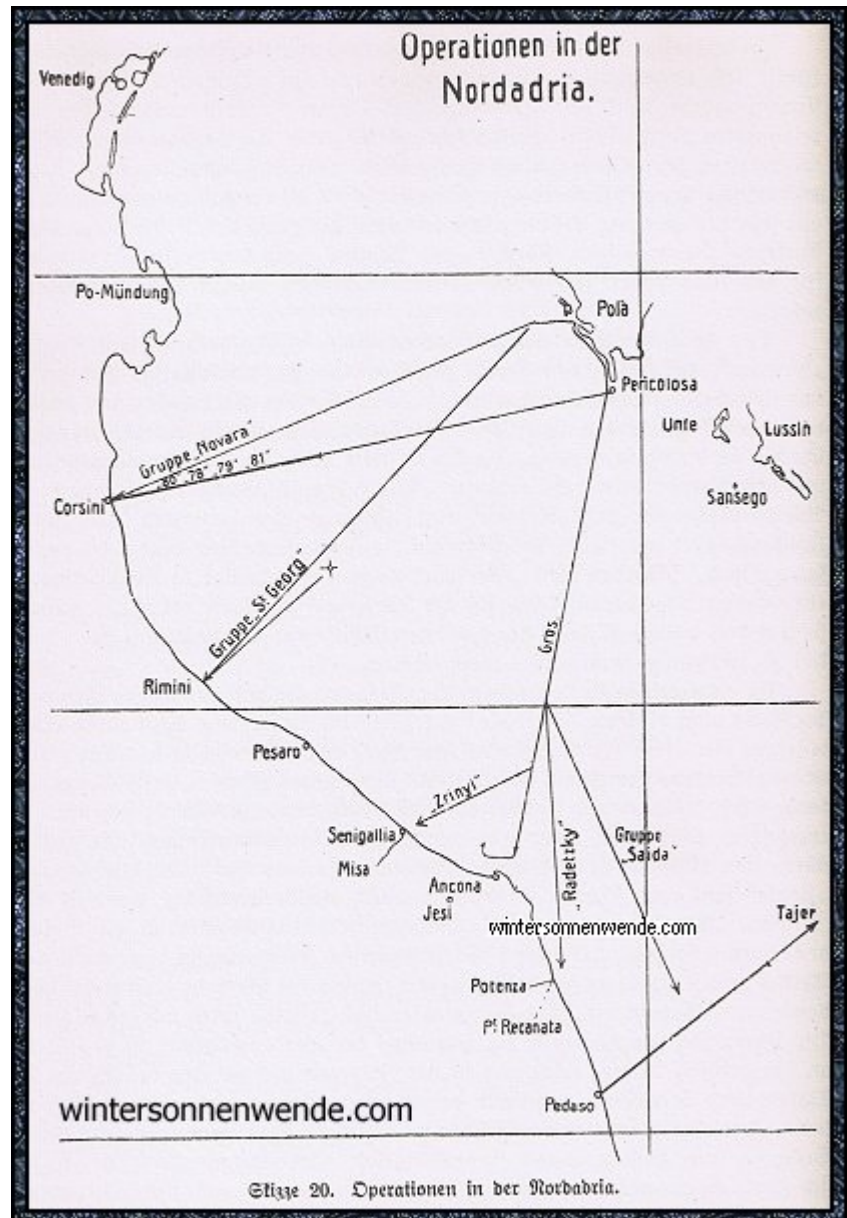 Operationen in der
Nordadria.
Venedig
Po-Mündung
Pola
Pericolosa
Unie
Lussin
Sansego
Gruppe „Novara"
„80", „78", „79", „81"
Corsini
Gruppe „St Georg"
Rimini
Gros
Pesaro
„Zrinyi"
Senigallia
Misa
Gruppe
„Saida"
„Radetzky"
Ancona
Jesi
Tajer
wintersonnenwende.com
Potenza
Pt. Recanata
Pedaso
wintersonnenwende.com
Skizze 20. Operationen in der Nordadria.